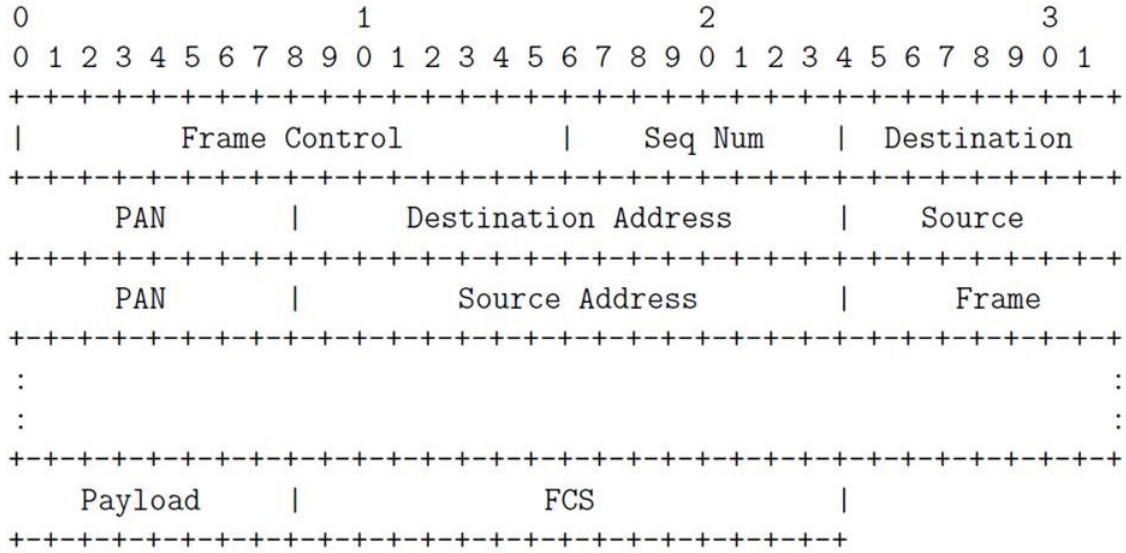 0                   1                   2                   3
0 1 2 3 4 5 6 7 8 9 0 1 2 3 4 5 6 7 8 9 0 1 2 3 4 5 6 7 8 9 0 1
+-+-+-+-+-+-+-+-+-+-+-+-+-+-+-+-+-+-+-+-+-+-+-+-+-+-+-+-+-+-+-+-+
|         Frame Control         |    Seq Num    |  Destination
+-+-+-+-+-+-+-+-+-+-+-+-+-+-+-+-+-+-+-+-+-+-+-+-+-+-+-+-+-+-+-+-+
      PAN       |      Destination Address      |    Source
+-+-+-+-+-+-+-+-+-+-+-+-+-+-+-+-+-+-+-+-+-+-+-+-+-+-+-+-+-+-+-+-+
      PAN       |         Source Address        |      Frame
+-+-+-+-+-+-+-+-+-+-+-+-+-+-+-+-+-+-+-+-+-+-+-+-+-+-+-+-+-+-+-+-+
:                                                               :
:                                                               :
+-+-+-+-+-+-+-+-+-+-+-+-+-+-+-+-+-+-+-+-+-+-+-+-+-+-+-+-+-+-+-+-+
    Payload     |              FCS              |
+-+-+-+-+-+-+-+-+-+-+-+-+-+-+-+-+-+-+-+-+-+-+-+-+